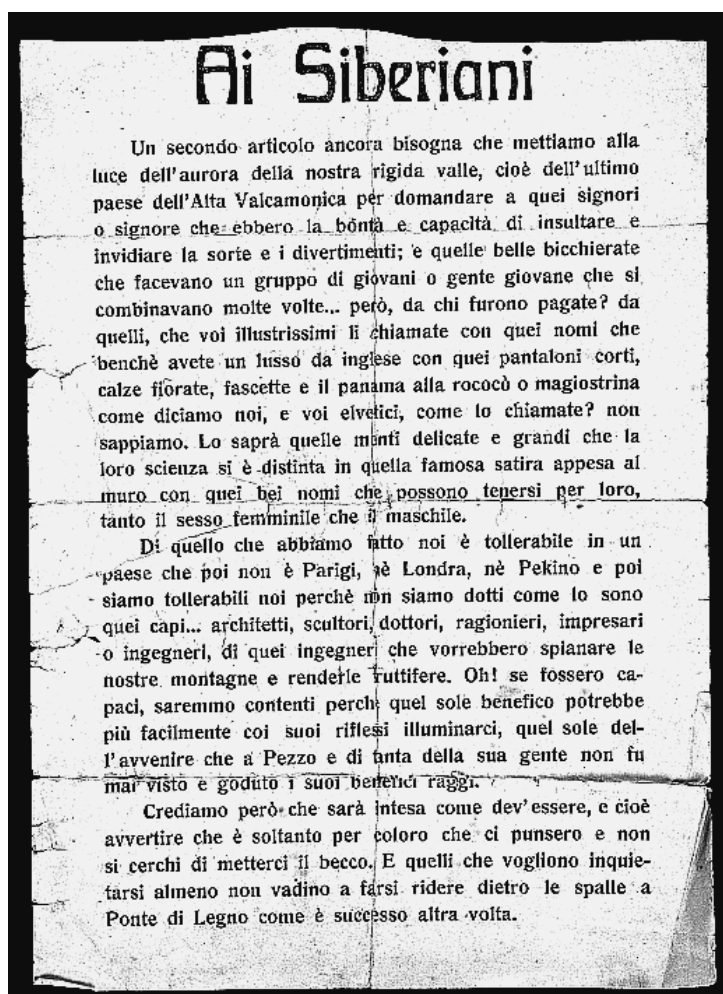 Ai Siberiani
Un secondo articolo ancora bisogna che mettiamo alla
luce dell'aurora della nostra rigida valle, cioè dell'ultimo
paese dell'Alta Valcamonica per domandare a quei signori
o signore che ebbero la bontà e capacità di insultare e
invidiare la sorte e i divertimenti; e quelle belle bicchierate
che facevano un gruppo di giovani o gente giovane che si
combinavano molte volte... però, da chi furono pagate? da
quelli, che voi illustrissimi li chiamate con quei nomi che
benchè avete un lusso da inglese con quei pantaloni corti,
calze fiorate, fascette e il panama alla rococù o magiostrina
come diciamo noi, e voi elvetici, come lo chiamate? non
sappiamo. Lo saprà quelle menti delicate e grandi che la
loro scienza si è distinta in quella famosa satira appesa al
muro con quei bei nomi che possono tenersi per loro,
tanto il sesso femminile che il maschile.
Di quello che abbiamo fatto noi è tollerabile in un
paese che poi non è Parigi, nè Londra, nè Pekino e poi
siamo tollerabili noi perchè non siamo dotti come lo sono
quei capi... architetti, scultori, dottori, ragionieri, impresari
o ingegneri, di quei ingegneri che vorrebbero spianare le
nostre montagne e renderle fruttifere. Oh! se fossero ca-
paci, saremmo contenti perchè quel sole benefico potrebbe
più facilmente coi suoi riflessi illuminarci, quel sole del-
l'avvenire che a Pezzo e di tanta della sua gente non fu
mai visto e goduto i suoi benefici raggi.
Crediamo però che sarà intesa come dev'essere, e cioè
avvertire che è soltanto per coloro che ci punsero e non
si cerchi di metterci il becco. E quelli che vogliono inquie-
tarsi almeno non vadino a farsi ridere dietro le spalle a
Ponte di Legno come è successo altra volta.